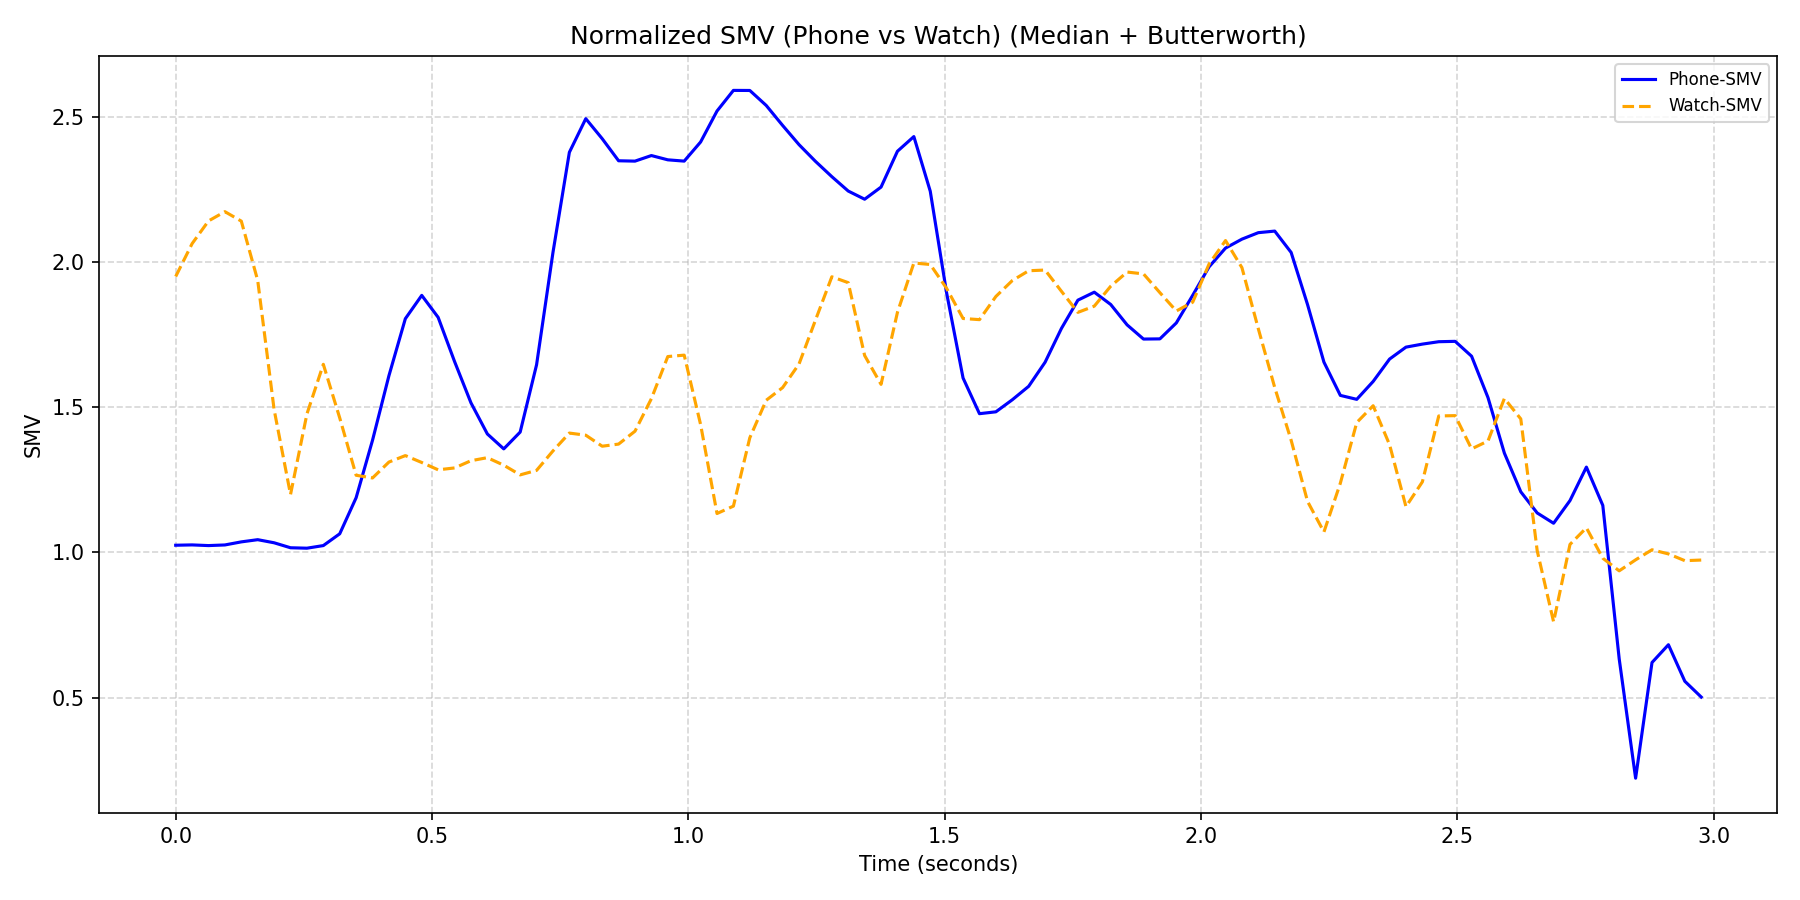 Normalized SMV (Phone vs Watch) (Median + Butterworth)
Phone-SMV
Watch-SMV
2.5
2.0
1.5
1.0
0.5
SMV
0.0 0.5 1.0 1.5 2.0 2.5 3.0
Time (seconds)